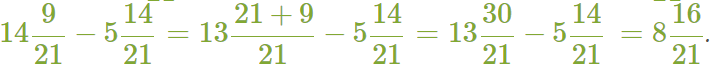 14 9/21 − 5 14/21 = 13 21 + 9/21 − 5 14/21 = 13 30/21 − 5 14/21 = 8 16/21.